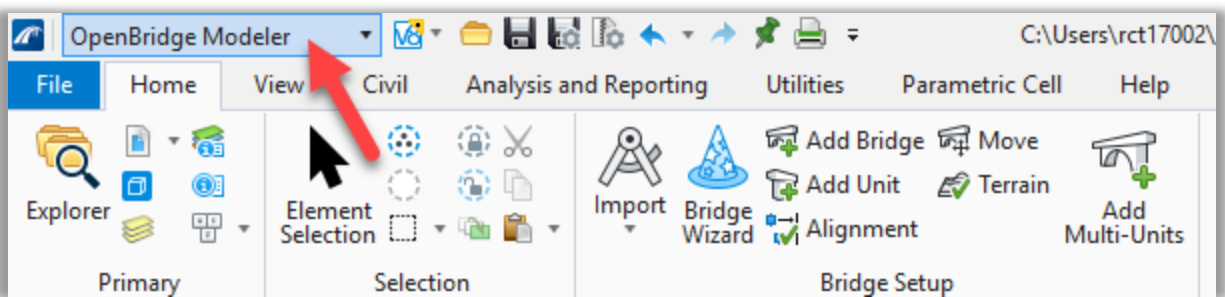 OpenBridge Modeler
V8
C:\Users\rct17002\
File Home View Civil Analysis and Reporting Utilities Parametric Cell Help
Explorer
Element
Selection
Import
Bridge
Wizard
Add Bridge
Move
Add Unit
Terrain
Alignment
Add
Multi-Units
Primary
Selection
Bridge Setup